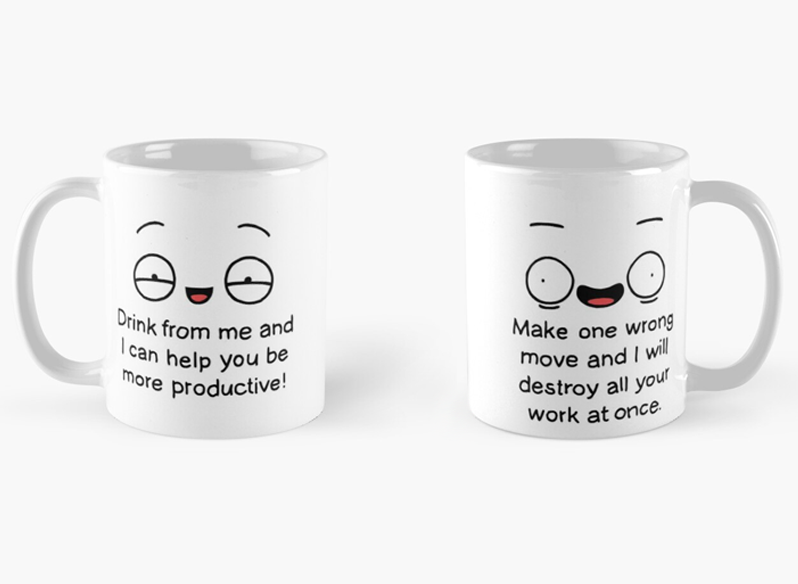 Drink from me and
I can help you be
more productive!
Make one wrong
move and I will
destroy all your
work at once.